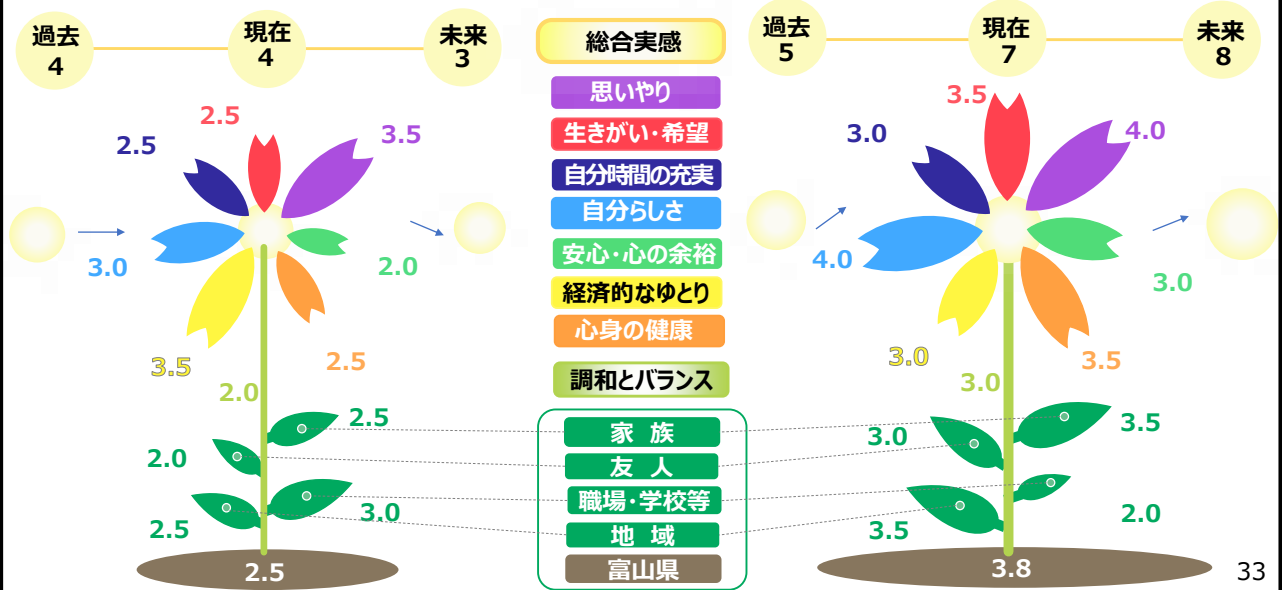 過去
4
現在
4
未来
3
2.5
2.5
3.5
3.0
2.0
3.5
2.5
2.0
2.5
2.0
3.0
2.5
2.5
総合実感
思いやり
生きがい・希望
自分時間の充実
自分らしさ
安心・心の余裕
経済的なゆとり
心身の健康
調和とバランス
家 族
友 人
職場・学校等
地 域
富山県
過去
5
現在
7
未来
8
3.5
3.0
4.0
4.0
3.0
3.0
3.5
3.0
3.5
3.0
2.0
3.5
3.8
33